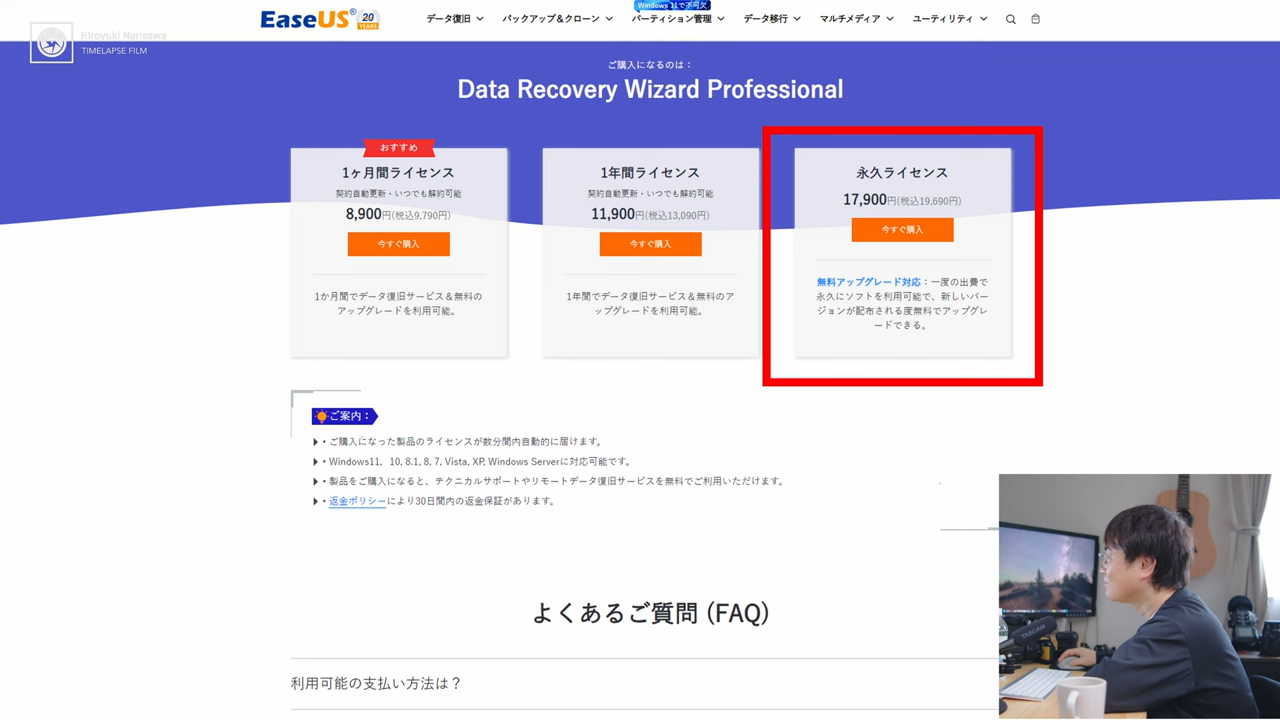 Windows 11で不可欠
EaseUS® 20 YEARS
データ復旧 バックアップ＆クローン パーティション管理 データ移行 マルチメディア ユーティリティ
Hiroyuki Narisawa
TIMELAPSE FILM
ご購入になるのは：
Data Recovery Wizard Professional
おすすめ
1ヶ月間ライセンス
契約自動更新・いつでも解約可能
8,900円(税込9,790円)
今すぐ購入
1か月間でデータ復旧サービス＆無料の
アップグレードを利用可能。
1年間ライセンス
契約自動更新・いつでも解約可能
11,900円(税込13,090円)
今すぐ購入
1年間でデータ復旧サービス＆無料のア
ップグレードを利用可能。
永久ライセンス
17,900円(税込19,690円)
今すぐ購入
無料アップグレード対応：一度の出費で
永久にソフトを利用可能で、新しいバー
ジョンが配布される度無料でアップグレ
ードできる。
ご案内：
・ご購入になった製品のライセンスが数分間内自動的に届けます。
・Windows11, 10, 8.1, 8, 7, Vista, XP, Windows Serverに対応可能です。
・製品をご購入になると、テクニカルサポートやリモートデータ復旧サービスを無料でご利用いただけます。
・返金ポリシーにより30日間内の返金保証があります。
よくあるご質問 (FAQ)
利用可能の支払い方法は？
TASCAM